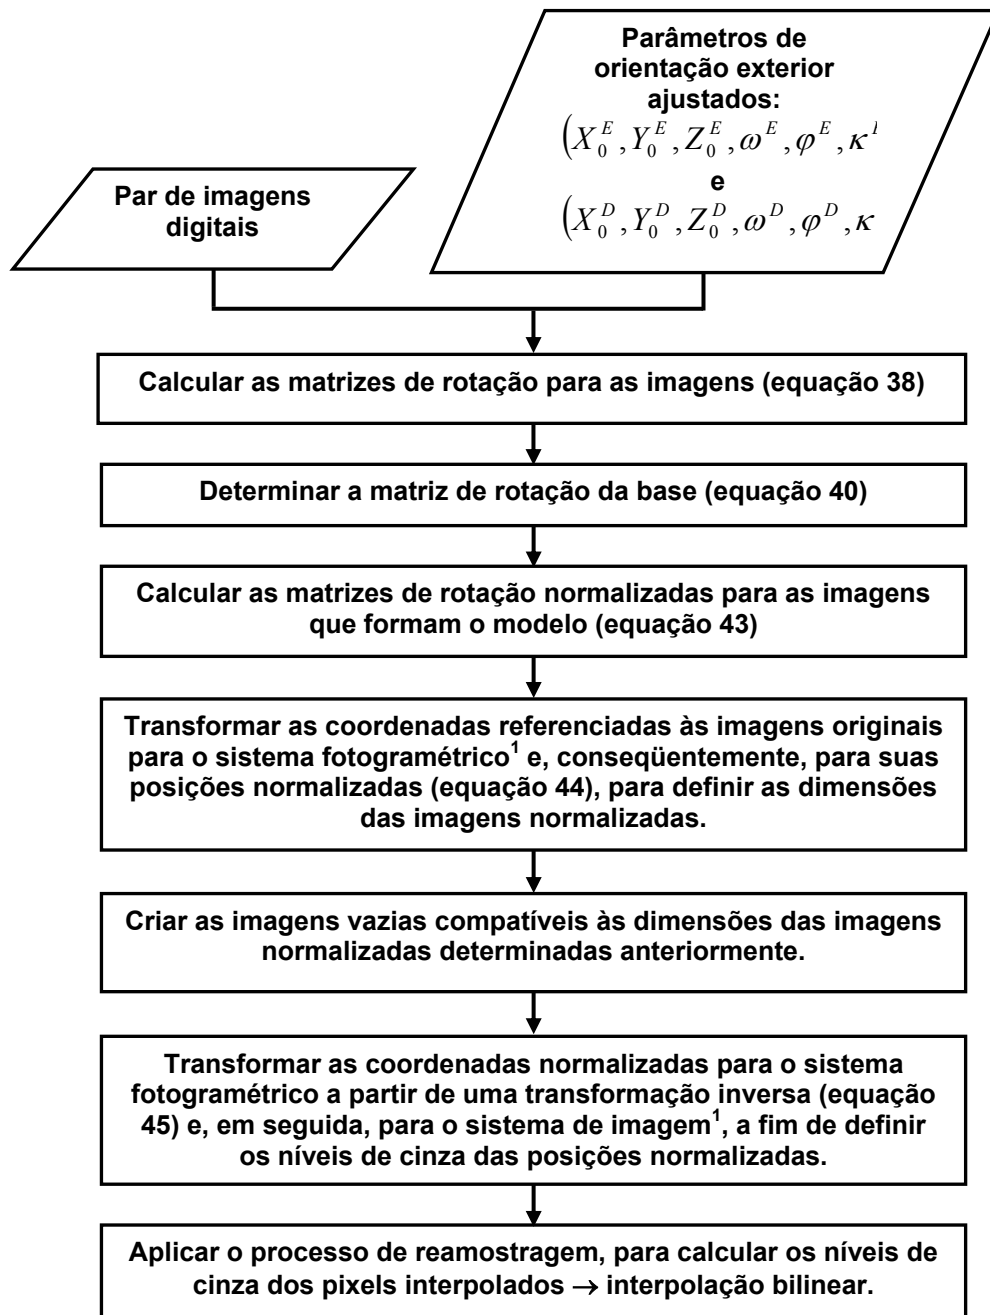 Parâmetros de
orientação exterior
ajustados:
(X₀ᴱ, Y₀ᴱ, Z₀ᴱ, ωᴱ, φᴱ, κ
e
(X₀ᴰ, Y₀ᴰ, Z₀ᴰ, ωᴰ, φᴰ, κ
Par de imagens
digitais
Calcular as matrizes de rotação para as imagens (equação 38)
Determinar a matriz de rotação da base (equação 40)
Calcular as matrizes de rotação normalizadas para as imagens
que formam o modelo (equação 43)
Transformar as coordenadas referenciadas às imagens originais
para o sistema fotogramétrico¹ e, conseqüentemente, para suas
posições normalizadas (equação 44), para definir as dimensões
das imagens normalizadas.
Criar as imagens vazias compatíveis às dimensões das imagens
normalizadas determinadas anteriormente.
Transformar as coordenadas normalizadas para o sistema
fotogramétrico a partir de uma transformação inversa (equação
45) e, em seguida, para o sistema de imagem¹, a fim de definir
os níveis de cinza das posições normalizadas.
Aplicar o processo de reamostragem, para calcular os níveis de
cinza dos pixels interpolados → interpolação bilinear.